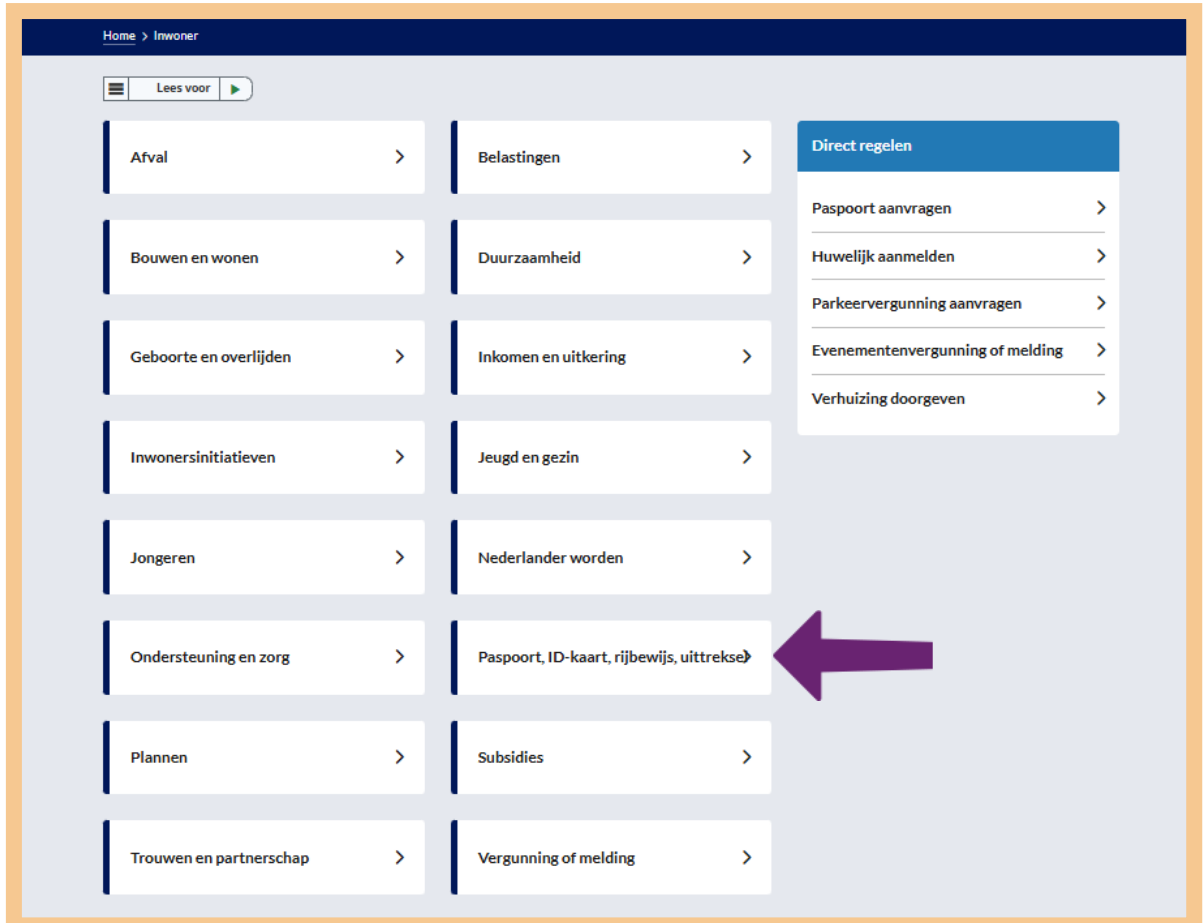 Home > Inwoner
Lees voor
Afval
Belastingen
Direct regelen
Bouwen en wonen
Duurzaamheid
Paspoort aanvragen
Huwelijk aanmelden
Parkeervergunning aanvragen
Evenementenvergunning of melding
Verhuizing doorgeven
Geboorte en overlijden
Inkomen en uitkering
Inwonersinitiatieven
Jeugd en gezin
Jongeren
Nederlander worden
Ondersteuning en zorg
Paspoort, ID-kaart, rijbewijs, uittreksel
Plannen
Subsidies
Trouwen en partnerschap
Vergunning of melding